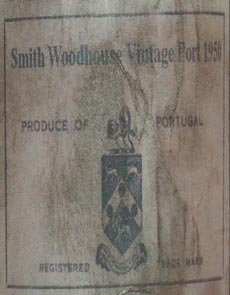 Smith Woodhouse Vintage Port 1950
PRODUCE OF PORTUGAL
REGISTERED TRADE MARK